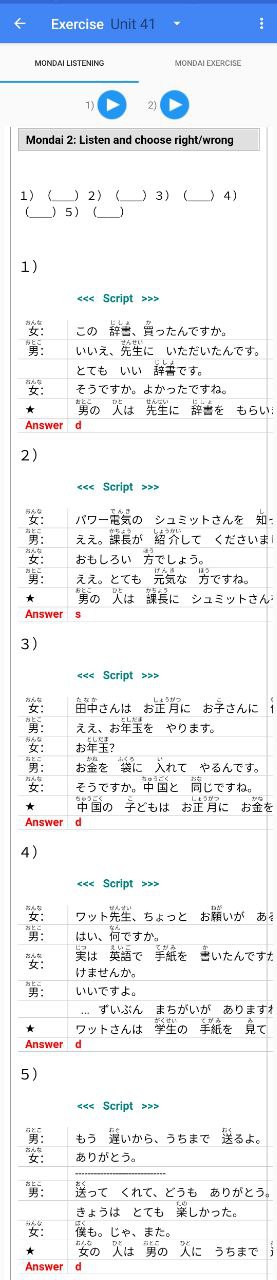 Exercise Unit 41
MONDAI LISTENING
MONDAI EXERCISE
1) 2)
Mondai 2: Listen and choose right/wrong
1） （___） 2） （___） 3） （___） 4）
（___） 5） （___）
1）
<<< Script >>>
女： この 辞書、買ったんですか。
男： いいえ、先生に いただいたんです。
とても いい 辞書です。
女： そうですか。よかったですね。
★ 男の 人は 先生に 辞書を もらい
Answer d
2）
<<< Script >>>
女： パワー電気の シュミットさんを 知っ
男： ええ。課長が 紹介して くださいま
女： おもしろい 方でしょう。
男： ええ。とても 元気な 方ですね。
★ 男の 人は 課長に シュミットさん
Answer s
3）
<<< Script >>>
女： 田中さんは お正月に お子さんに
男： ええ、お年玉を やります。
女： お年玉?
男： お金を 袋に 入れて やるんです。
女： そうですか。中国と 同じですね。
★ 中国の 子どもは お正月に お金を
Answer d
4）
<<< Script >>>
女： ワット先生、ちょっと お願いが ある
男： はい、何ですか。
女： 実は 英語で 手紙を 書いたんですが
けませんか。
男： いいですよ。
… ずいぶん まちがいが ありますね
★ ワットさんは 学生の 手紙を 見て
Answer d
5）
<<< Script >>>
男： もう 遅いから、うちまで 送るよ。
女： ありがとう。
------------------------------
男： 送って くれて、どうも ありがとう。
きょうは とても 楽しかった。
女： 僕も。じゃ、また。
★ 女の 人は 男の 人に うちまで
Answer d